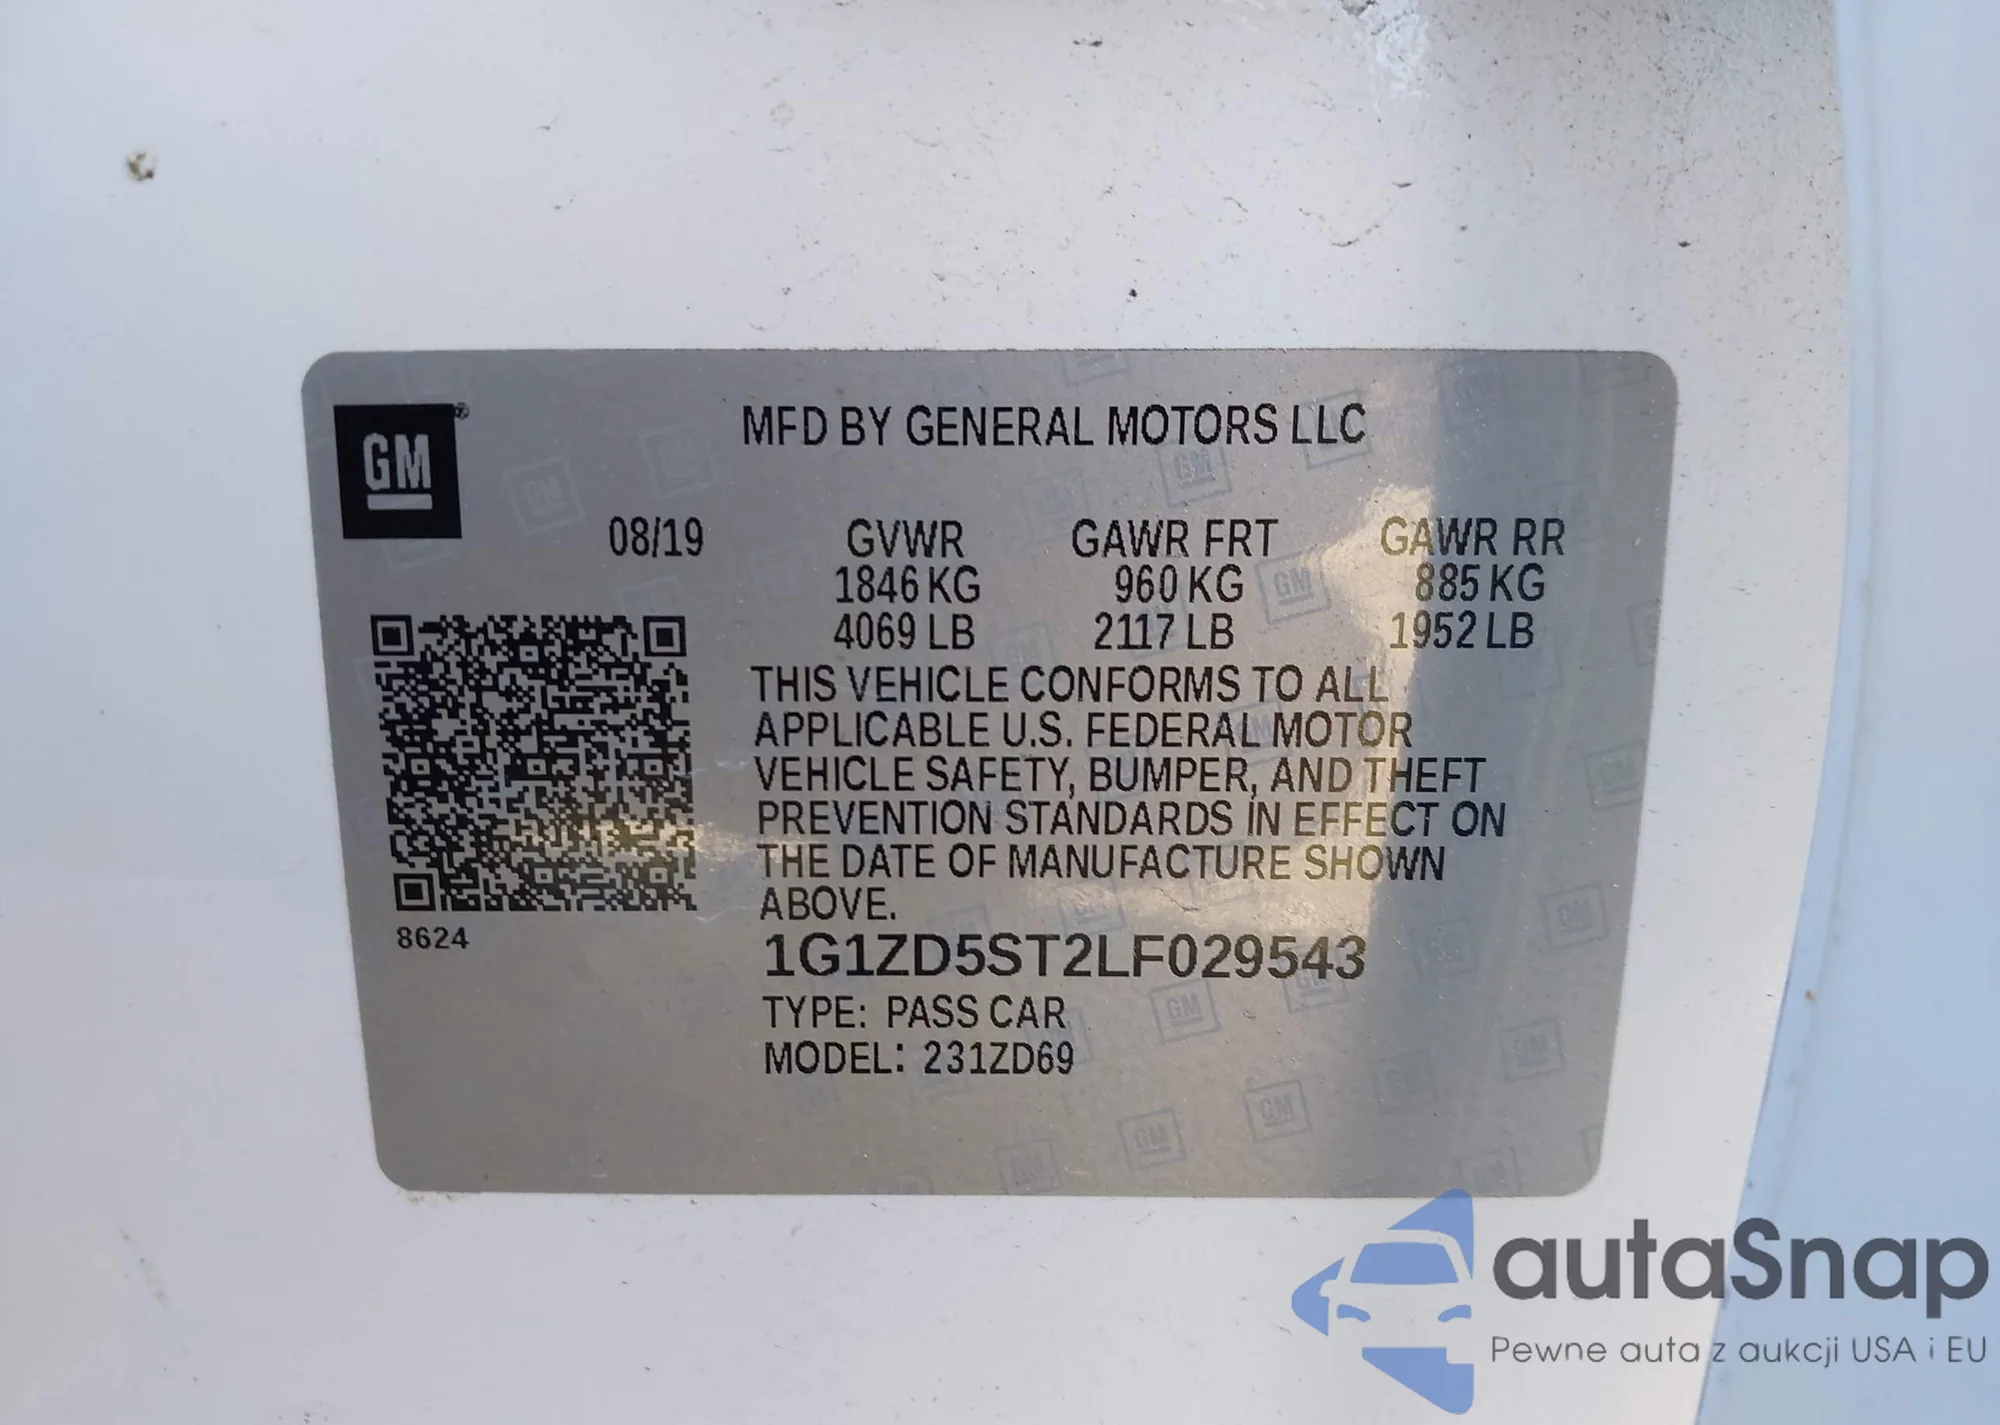 GM
MFD BY GENERAL MOTORS LLC
08/19 GVWR GAWR FRT GAWR RR
1846 KG 960 KG 885 KG
4069 LB 2117 LB 1952 LB
THIS VEHICLE CONFORMS TO ALL
APPLICABLE U.S. FEDERAL MOTOR
VEHICLE SAFETY, BUMPER, AND THEFT
PREVENTION STANDARDS IN EFFECT ON
THE DATE OF MANUFACTURE SHOWN
ABOVE.
8624
1G1ZD5ST2LF029543
TYPE: PASS CAR
MODEL: 231ZD69
autaSnap
Pewne auta z aukcji USA i EU